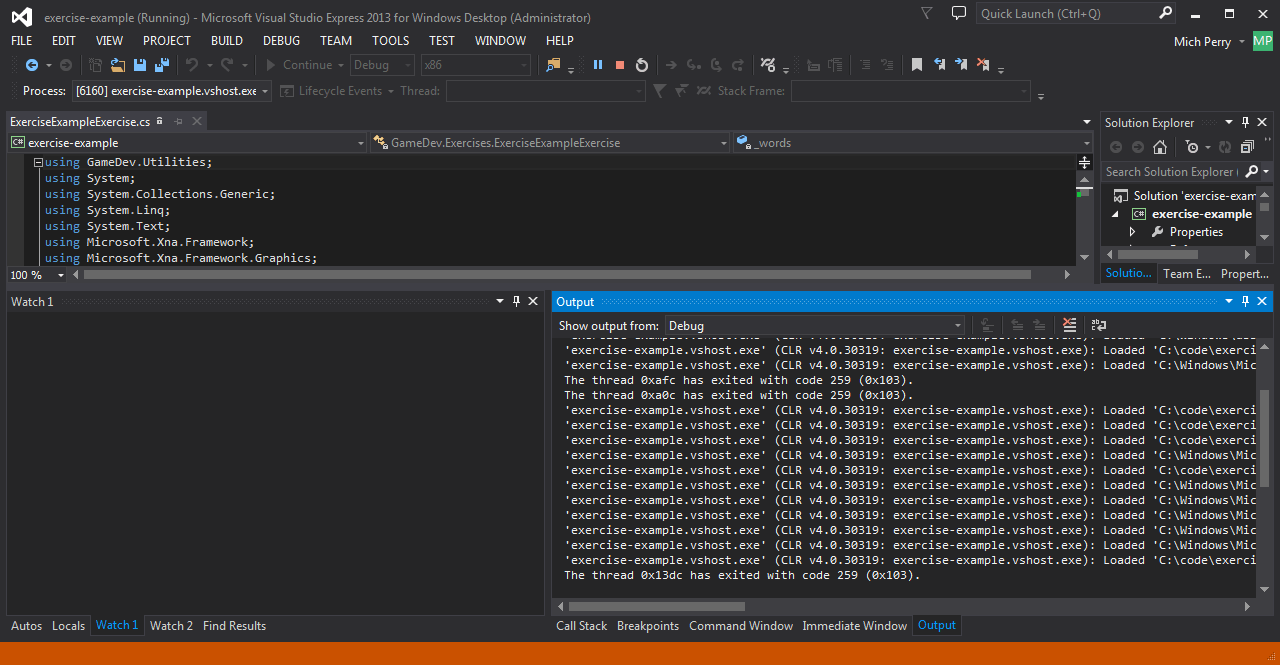 exercise-example (Running) - Microsoft Visual Studio Express 2013 for Windows Desktop (Administrator)
Quick Launch (Ctrl+Q)
FILE EDIT VIEW PROJECT BUILD DEBUG TEAM TOOLS TEST WINDOW HELP
Mich Perry MP
Continue Debug x86
Process: [6160] exercise-example.vshost.exe Lifecycle Events Thread: Stack Frame:
ExerciseExampleExercise.cs
C# exercise-example GameDev.Exercises.ExerciseExampleExercise _words
using GameDev.Utilities;
using System;
using System.Collections.Generic;
using System.Linq;
using System.Text;
using Microsoft.Xna.Framework;
using Microsoft.Xna.Framework.Graphics;
100 %
Solution Explorer
Search Solution Explorer (
Solution 'exercise-exam
C# exercise-example
Properties
Solutio... Team E... Propert...
Watch 1
Autos Locals Watch 1 Watch 2 Find Results
Output
Show output from: Debug
'exercise-example.vshost.exe' (CLR v4.0.30319: exercise-example.vshost.exe): Loaded 'C:\code\exerci
'exercise-example.vshost.exe' (CLR v4.0.30319: exercise-example.vshost.exe): Loaded 'C:\Windows\Mic
The thread 0xafc has exited with code 259 (0x103).
The thread 0xa0c has exited with code 259 (0x103).
'exercise-example.vshost.exe' (CLR v4.0.30319: exercise-example.vshost.exe): Loaded 'C:\code\exerci
'exercise-example.vshost.exe' (CLR v4.0.30319: exercise-example.vshost.exe): Loaded 'C:\code\exerci
'exercise-example.vshost.exe' (CLR v4.0.30319: exercise-example.vshost.exe): Loaded 'C:\code\exerci
'exercise-example.vshost.exe' (CLR v4.0.30319: exercise-example.vshost.exe): Loaded 'C:\Windows\Mic
'exercise-example.vshost.exe' (CLR v4.0.30319: exercise-example.vshost.exe): Loaded 'C:\code\exerci
'exercise-example.vshost.exe' (CLR v4.0.30319: exercise-example.vshost.exe): Loaded 'C:\Windows\Mic
'exercise-example.vshost.exe' (CLR v4.0.30319: exercise-example.vshost.exe): Loaded 'C:\Windows\Mic
'exercise-example.vshost.exe' (CLR v4.0.30319: exercise-example.vshost.exe): Loaded 'C:\Windows\Mic
'exercise-example.vshost.exe' (CLR v4.0.30319: exercise-example.vshost.exe): Loaded 'C:\Windows\Mic
'exercise-example.vshost.exe' (CLR v4.0.30319: exercise-example.vshost.exe): Loaded 'C:\Windows\Mic
'exercise-example.vshost.exe' (CLR v4.0.30319: exercise-example.vshost.exe): Loaded 'C:\code\exerci
The thread 0x13dc has exited with code 259 (0x103).
Call Stack Breakpoints Command Window Immediate Window Output